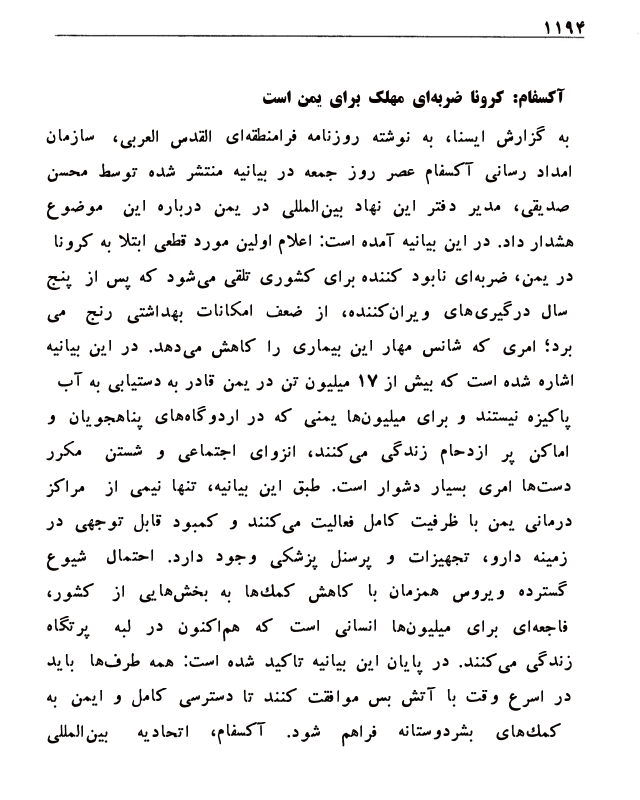 ۱۱۹۴
آکسفام: کرونا ضربه‌ای مهلک برای یمن است
به گزارش ایسنا، به نوشته روزنامه فرامنطقه‌ای القدس العربی، سازمان
امداد رسانی آکسفام عصر روز جمعه در بیانیه منتشر شده توسط محسن
صدیقی، مدیر دفتر این نهاد بین‌المللی در یمن درباره این موضوع
هشدار داد. در این بیانیه آمده است: اعلام اولین مورد قطعی ابتلا به کرونا
در یمن، ضربه‌ای نابود کننده برای کشوری تلقی می‌شود که پس از پنج
سال درگیری‌های ویران‌کننده، از ضعف امکانات بهداشتی رنج می
برد؛ امری که شانس مهار این بیماری را کاهش می‌دهد. در این بیانیه
اشاره شده است که بیش از ۱۷ میلیون تن در یمن قادر به دستیابی به آب
پاکیزه نیستند و برای میلیون‌ها یمنی که در اردوگاه‌های پناهجویان و
اماکن پر ازدحام زندگی می‌کنند، انزوای اجتماعی و شستن مکرر
دست‌ها امری بسیار دشوار است. طبق این بیانیه، تنها نیمی از مراکز
درمانی یمن با ظرفیت کامل فعالیت می‌کنند و کمبود قابل توجهی در
زمینه دارو، تجهیزات و پرسنل پزشکی وجود دارد. احتمال شیوع
گسترده ویروس همزمان با کاهش کمك‌ها به بخش‌هایی از کشور،
فاجعه‌ای برای میلیون‌ها انسانی است که هم‌اکنون در لبه پرتگاه
زندگی می‌کنند. در پایان این بیانیه تاکید شده است: همه طرف‌ها باید
در اسرع وقت با آتش بس موافقت کنند تا دسترسی کامل و ایمن به
کمك‌های بشردوستانه فراهم شود. آکسفام، اتحادیه بین‌المللی